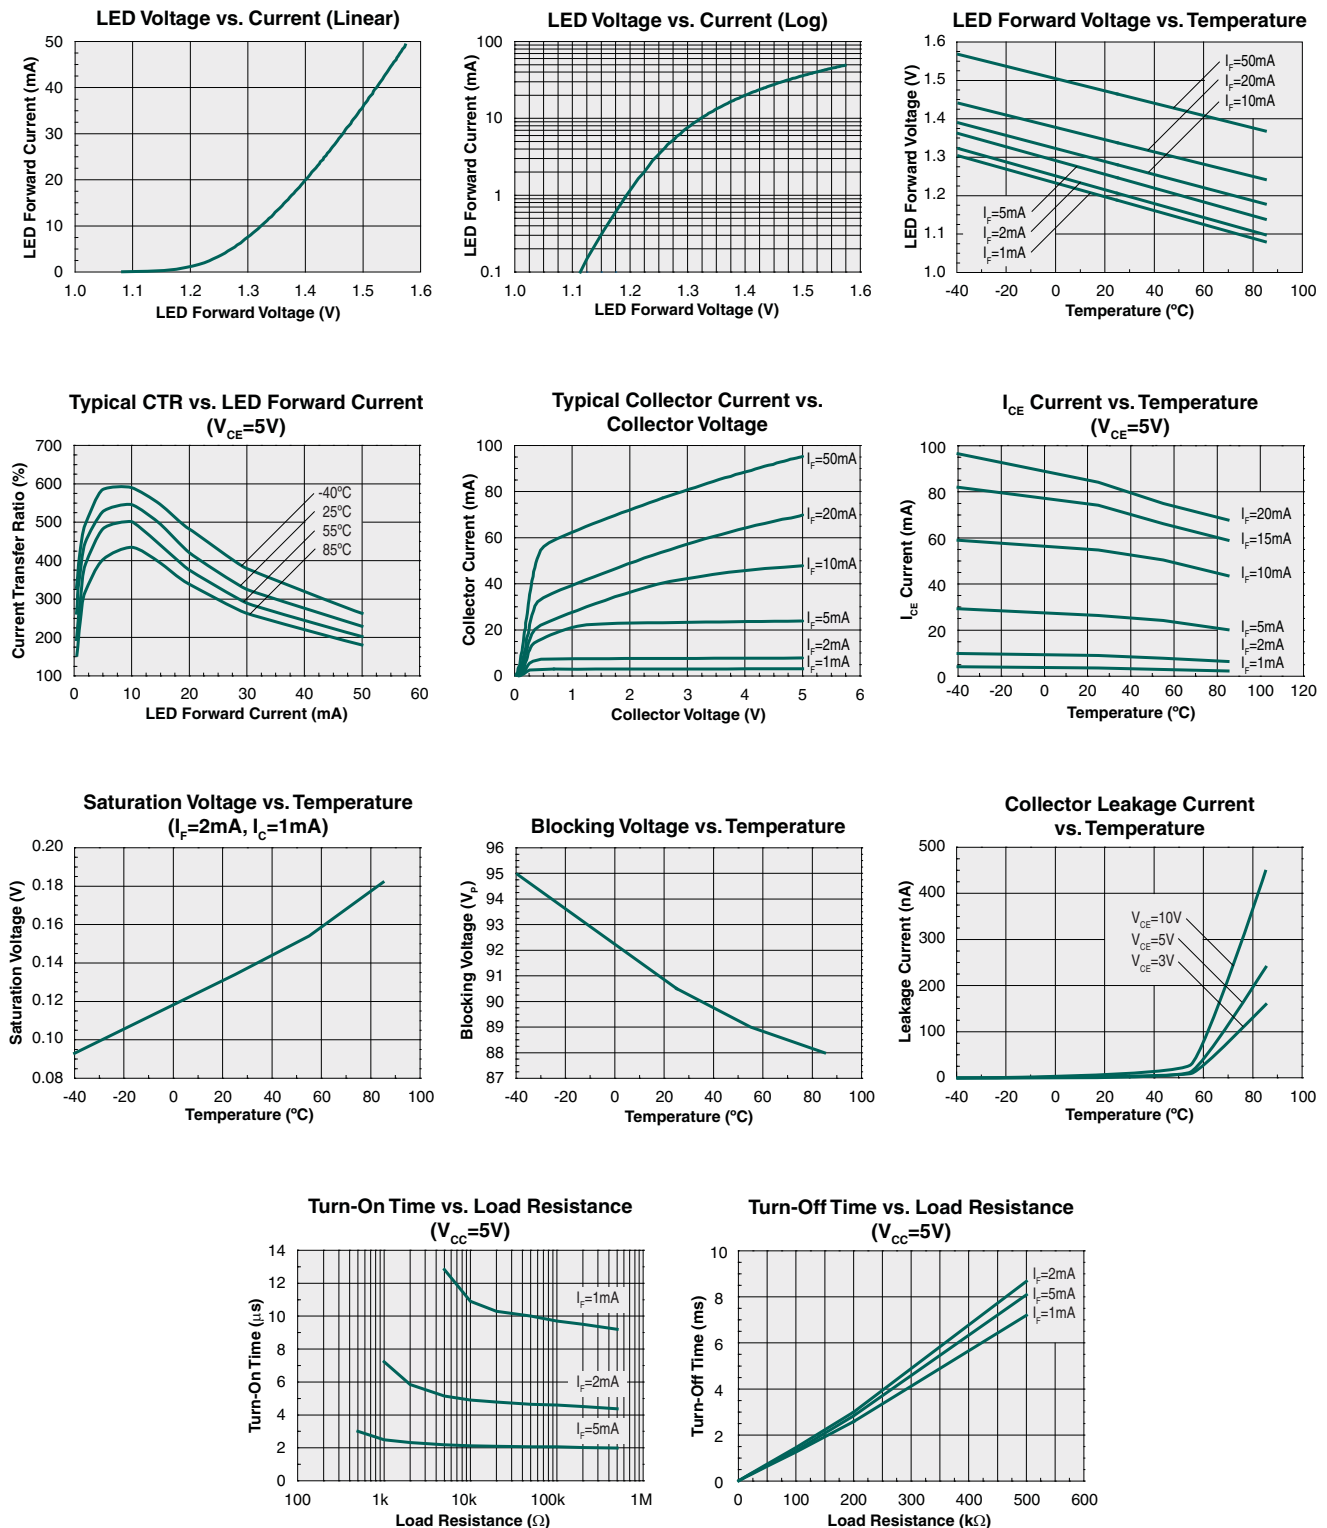 LED Voltage vs. Current (Linear)
LED Forward Current (mA)
50
40
30
20
10
0
1.0 1.1 1.2 1.3 1.4 1.5 1.6
LED Forward Voltage (V)
LED Voltage vs. Current (Log)
LED Forward Current (mA)
100
10
1
0.1
1.0 1.1 1.2 1.3 1.4 1.5 1.6
LED Forward Voltage (V)
LED Forward Voltage vs. Temperature
LED Forward Voltage (V)
1.6
1.5
1.4
1.3
1.2
1.1
1.0
IF=50mA
IF=20mA
IF=10mA
IF=5mA
IF=2mA
IF=1mA
-40 -20 0 20 40 60 80 100
Temperature (ºC)
Typical CTR vs. LED Forward Current
(VCE=5V)
Current Transfer Ratio (%)
700
600
500
400
300
200
100
-40ºC
25ºC
55ºC
85ºC
0 10 20 30 40 50 60
LED Forward Current (mA)
Typical Collector Current vs.
Collector Voltage
Collector Current (mA)
100
80
60
40
20
0
IF=50mA
IF=20mA
IF=10mA
IF=5mA
IF=2mA
IF=1mA
0 1 2 3 4 5 6
Collector Voltage (V)
ICE Current vs. Temperature
(VCE=5V)
ICE Current (mA)
100
80
60
40
20
0
IF=20mA
IF=15mA
IF=10mA
IF=5mA
IF=2mA
IF=1mA
-40 -20 0 20 40 60 80 100 120
Temperature (ºC)
Saturation Voltage vs. Temperature
(IF=2mA, IC=1mA)
Saturation Voltage (V)
0.20
0.18
0.16
0.14
0.12
0.10
0.08
-40 -20 0 20 40 60 80 100
Temperature (ºC)
Blocking Voltage vs. Temperature
Blocking Voltage (VP)
96
95
94
93
92
91
90
89
88
87
-40 -20 0 20 40 60 80 100
Temperature (ºC)
Collector Leakage Current
vs. Temperature
Leakage Current (nA)
500
400
300
200
100
0
VCE=10V
VCE=5V
VCE=3V
-40 -20 0 20 40 60 80 100
Temperature (ºC)
Turn-On Time vs. Load Resistance
(VCC=5V)
Turn-On Time (μs)
14
12
10
8
6
4
2
0
IF=1mA
IF=2mA
IF=5mA
100 1k 10k 100k 1M
Load Resistance (Ω)
Turn-Off Time vs. Load Resistance
(VCC=5V)
Turn-Off Time (ms)
10
8
6
4
2
0
IF=2mA
IF=5mA
IF=1mA
0 100 200 300 400 500 600
Load Resistance (kΩ)